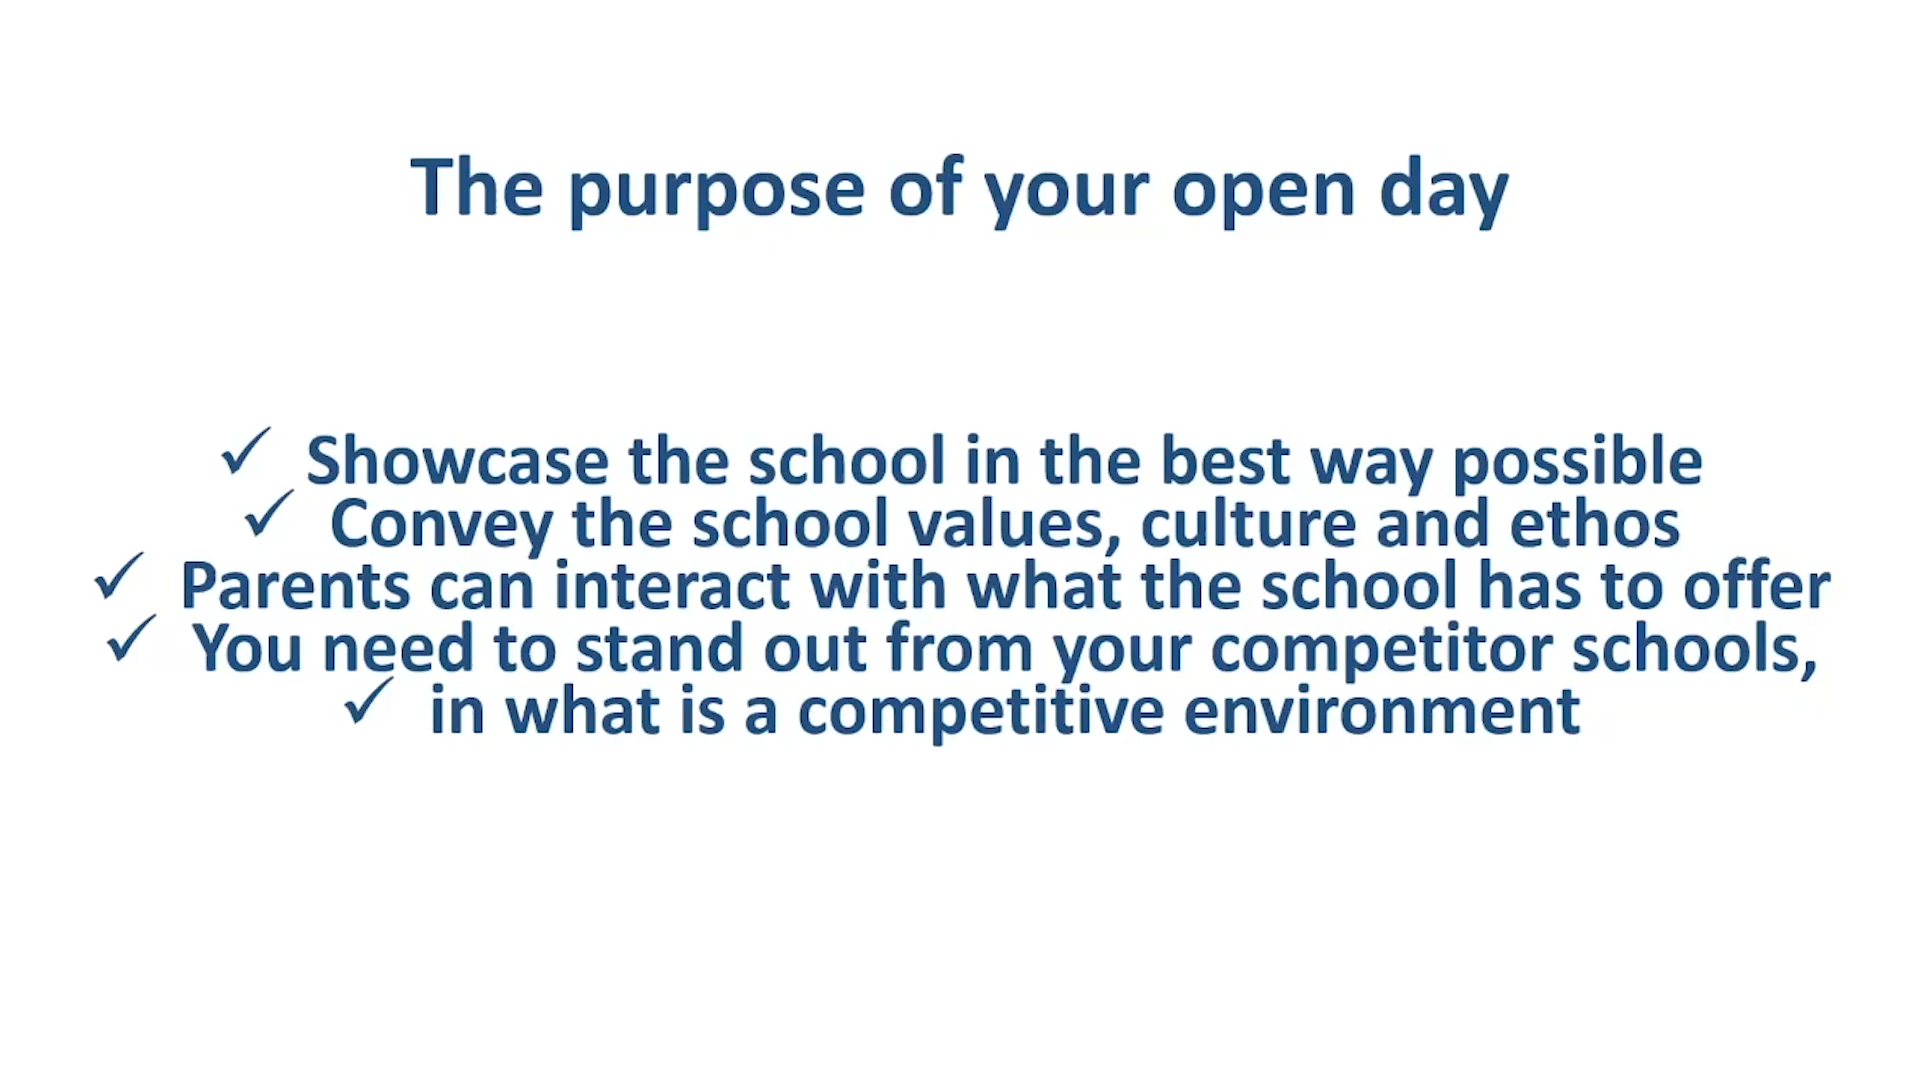 The purpose of your open day
✓ Showcase the school in the best way possible
✓ Convey the school values, culture and ethos
✓ Parents can interact with what the school has to offer
✓ You need to stand out from your competitor schools,
✓ in what is a competitive environment